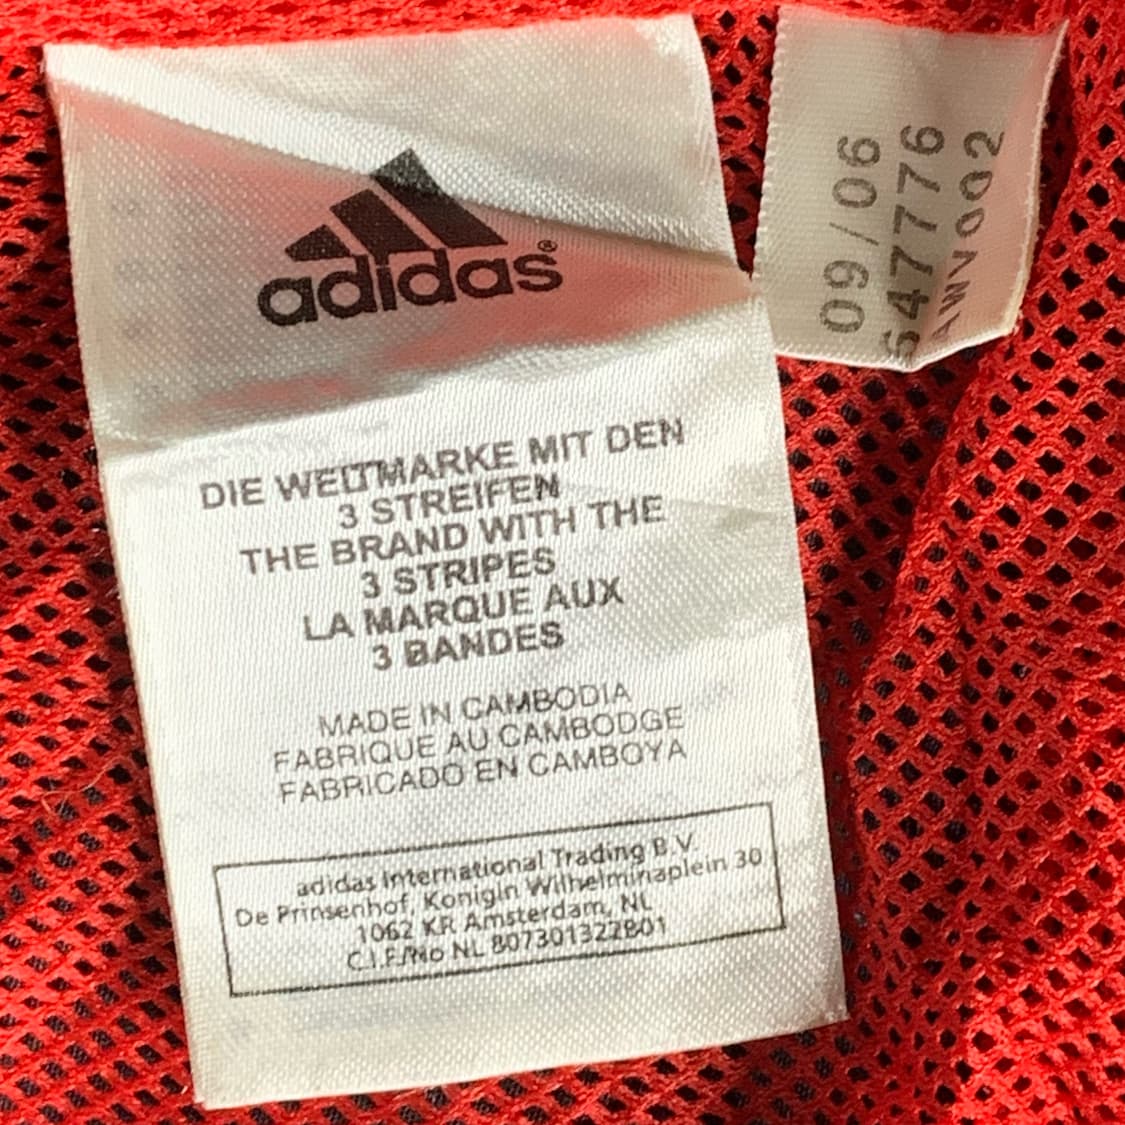 adidas®
DIE WELTMARKE MIT DEN
3 STREIFEN
THE BRAND WITH THE
3 STRIPES
LA MARQUE AUX
3 BANDES
MADE IN CAMBODIA
FABRIQUE AU CAMBODGE
FABRICADO EN CAMBOYA
adidas International Trading B.V.
De Prinsenhof, Konigin Wilhelminaplein 30
1062 KR Amsterdam, NL
C.I.F./No NL 807301322B01
09/06
647776
AWV002